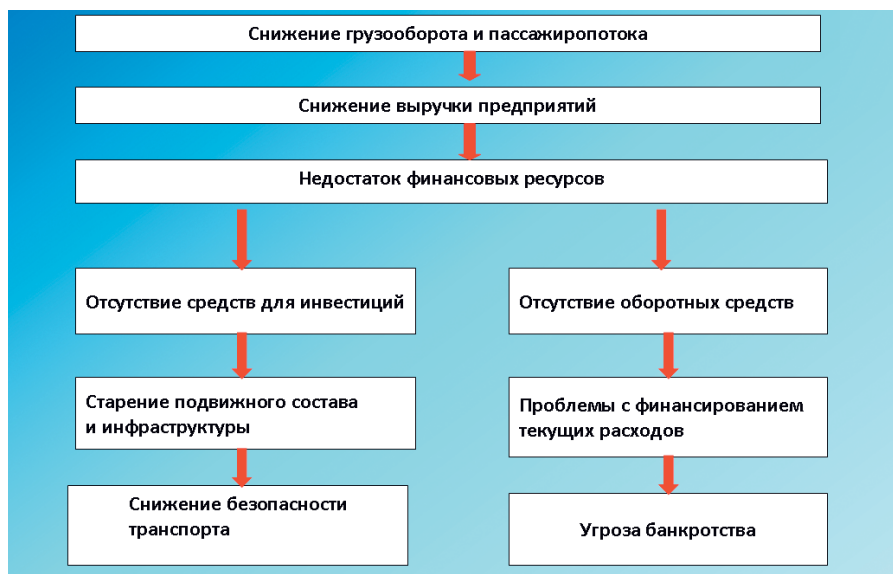 Снижение грузооборота и пассажиропотока
Снижение выручки предприятий
Недостаток финансовых ресурсов
Отсутствие средств для инвестиций
Отсутствие оборотных средств
Старение подвижного состава
и инфраструктуры
Проблемы с финансированием
текущих расходов
Снижение безопасности
транспорта
Угроза банкротства